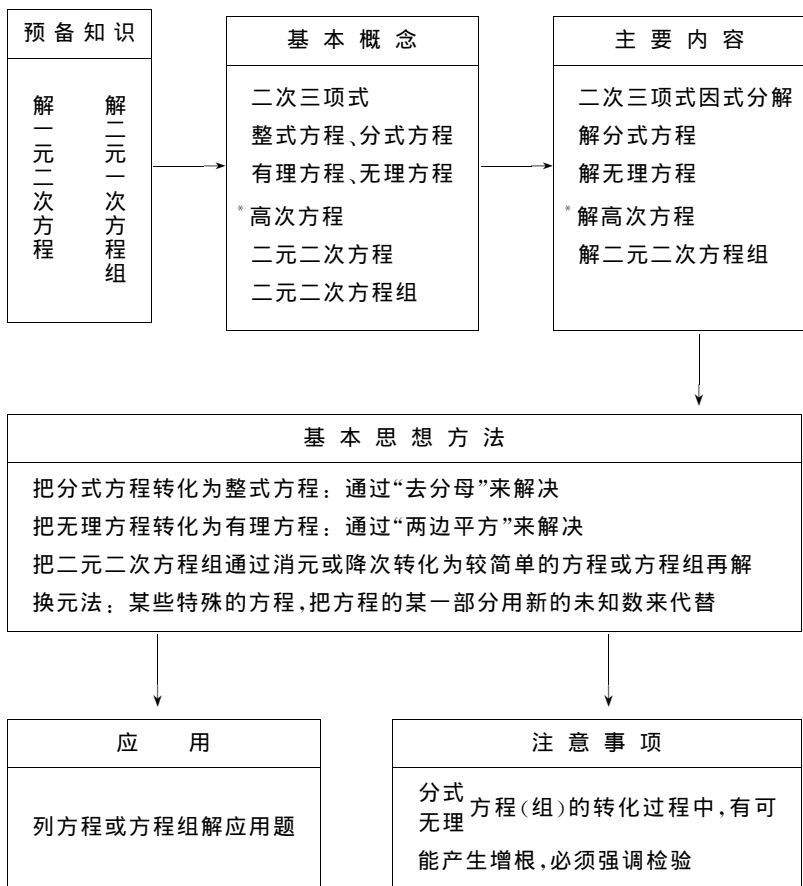 预备知识
解一元二次方程
解二元一次方程组
基本概念
二次三项式
整式方程、分式方程
有理方程、无理方程
*高次方程
二元二次方程
二元二次方程组
主要内容
二次三项式因式分解
解分式方程
解无理方程
*解高次方程
解二元二次方程组
基本思想方法
把分式方程转化为整式方程：通过“去分母”来解决
把无理方程转化为有理方程：通过“两边平方”来解决
把二元二次方程组通过消元或降次转化为较简单的方程或方程组再解
换元法：某些特殊的方程,把方程的某一部分用新的未知数来代替
应用
列方程或方程组解应用题
注意事项
分式
无理
方程(组)的转化过程中,有可
能产生增根,必须强调检验